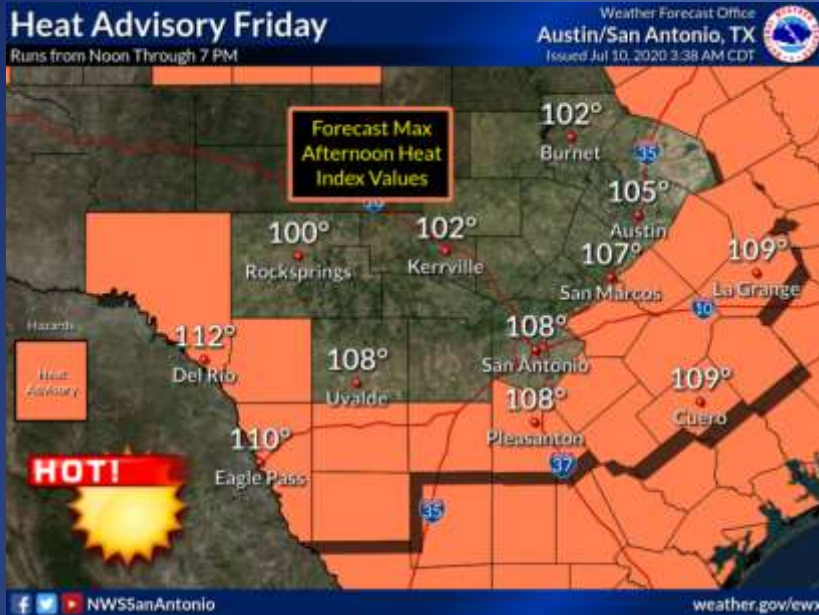 Heat Advisory Friday
Runs from Noon Through 7 PM
Weather Forecast Office
Austin/San Antonio, TX
Issued Jul 10, 2020 3:38 AM CDT
Forecast Max
Afternoon Heat
Index Values
102°
Burnet
35
105°
Austin
100°
Rocksprings
102°
Kerrville
107°
San Marcos
109°
La Grange
10
Hazards
Heat
Advisory
112°
Del Rio
108°
Uvalde
108°
San Antonio
108°
Pleasanton
109°
Cuero
110°
Eagle Pass
HOT!
37
35
NWSSanAntonio
weather.gov/ewx